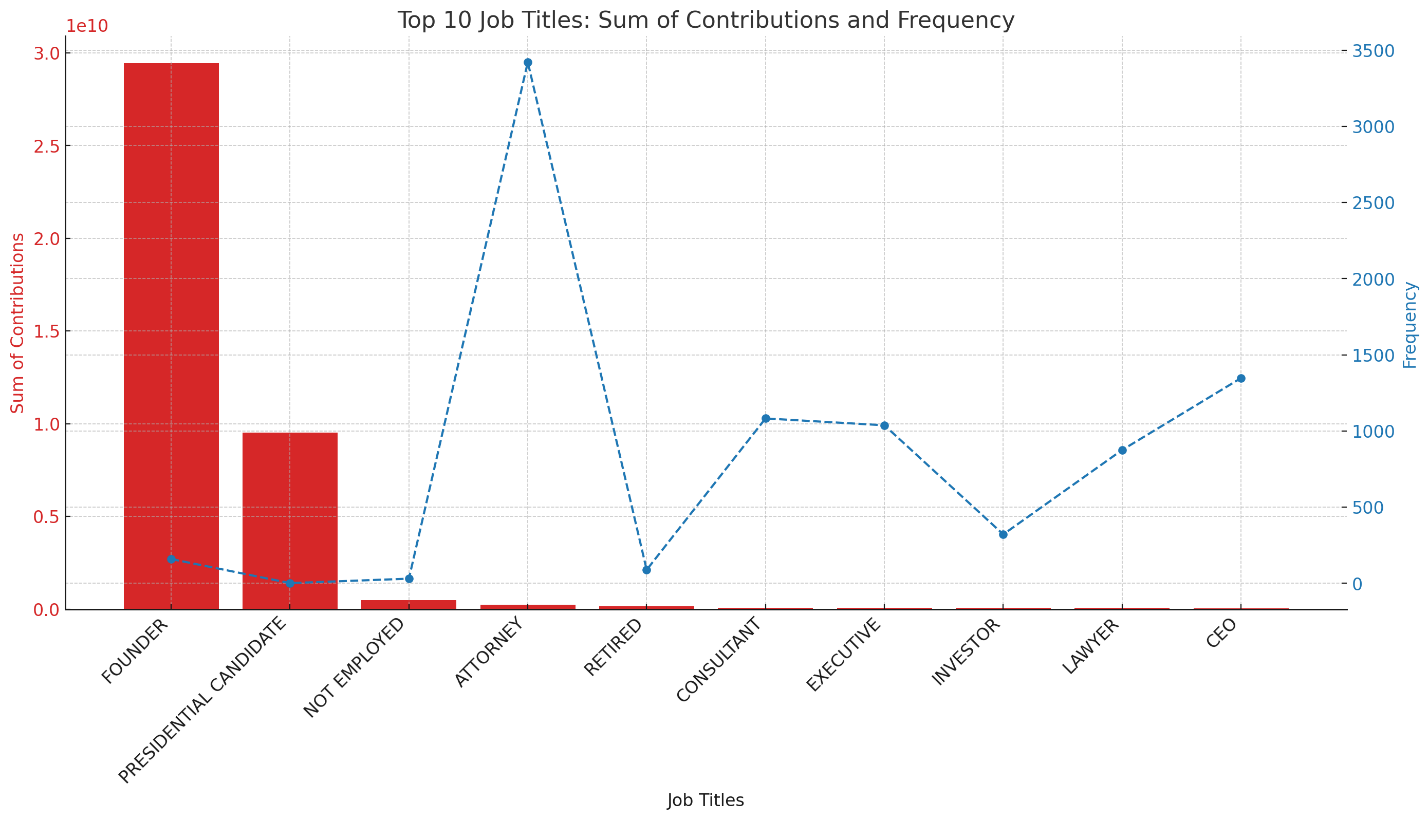 Top 10 Job Titles: Sum of Contributions and Frequency
1e10
3.0
2.5
2.0
1.5
1.0
0.5
0.0
Sum of Contributions
3500
3000
2500
2000
1500
1000
500
0
Frequency
FOUNDER
PRESIDENTIAL CANDIDATE
NOT EMPLOYED
ATTORNEY
RETIRED
CONSULTANT
EXECUTIVE
INVESTOR
LAWYER
CEO
Job Titles